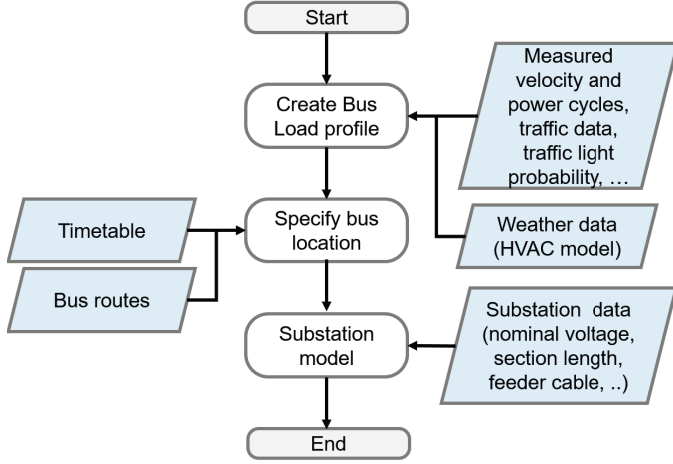 Start
Create Bus
Load profile
Measured
velocity and
power cycles,
traffic data,
traffic light
probability, ...
Timetable
Bus routes
Specify bus
location
Weather data
(HVAC model)
Substation
model
Substation data
(nominal voltage,
section length,
feeder cable, ..)
End